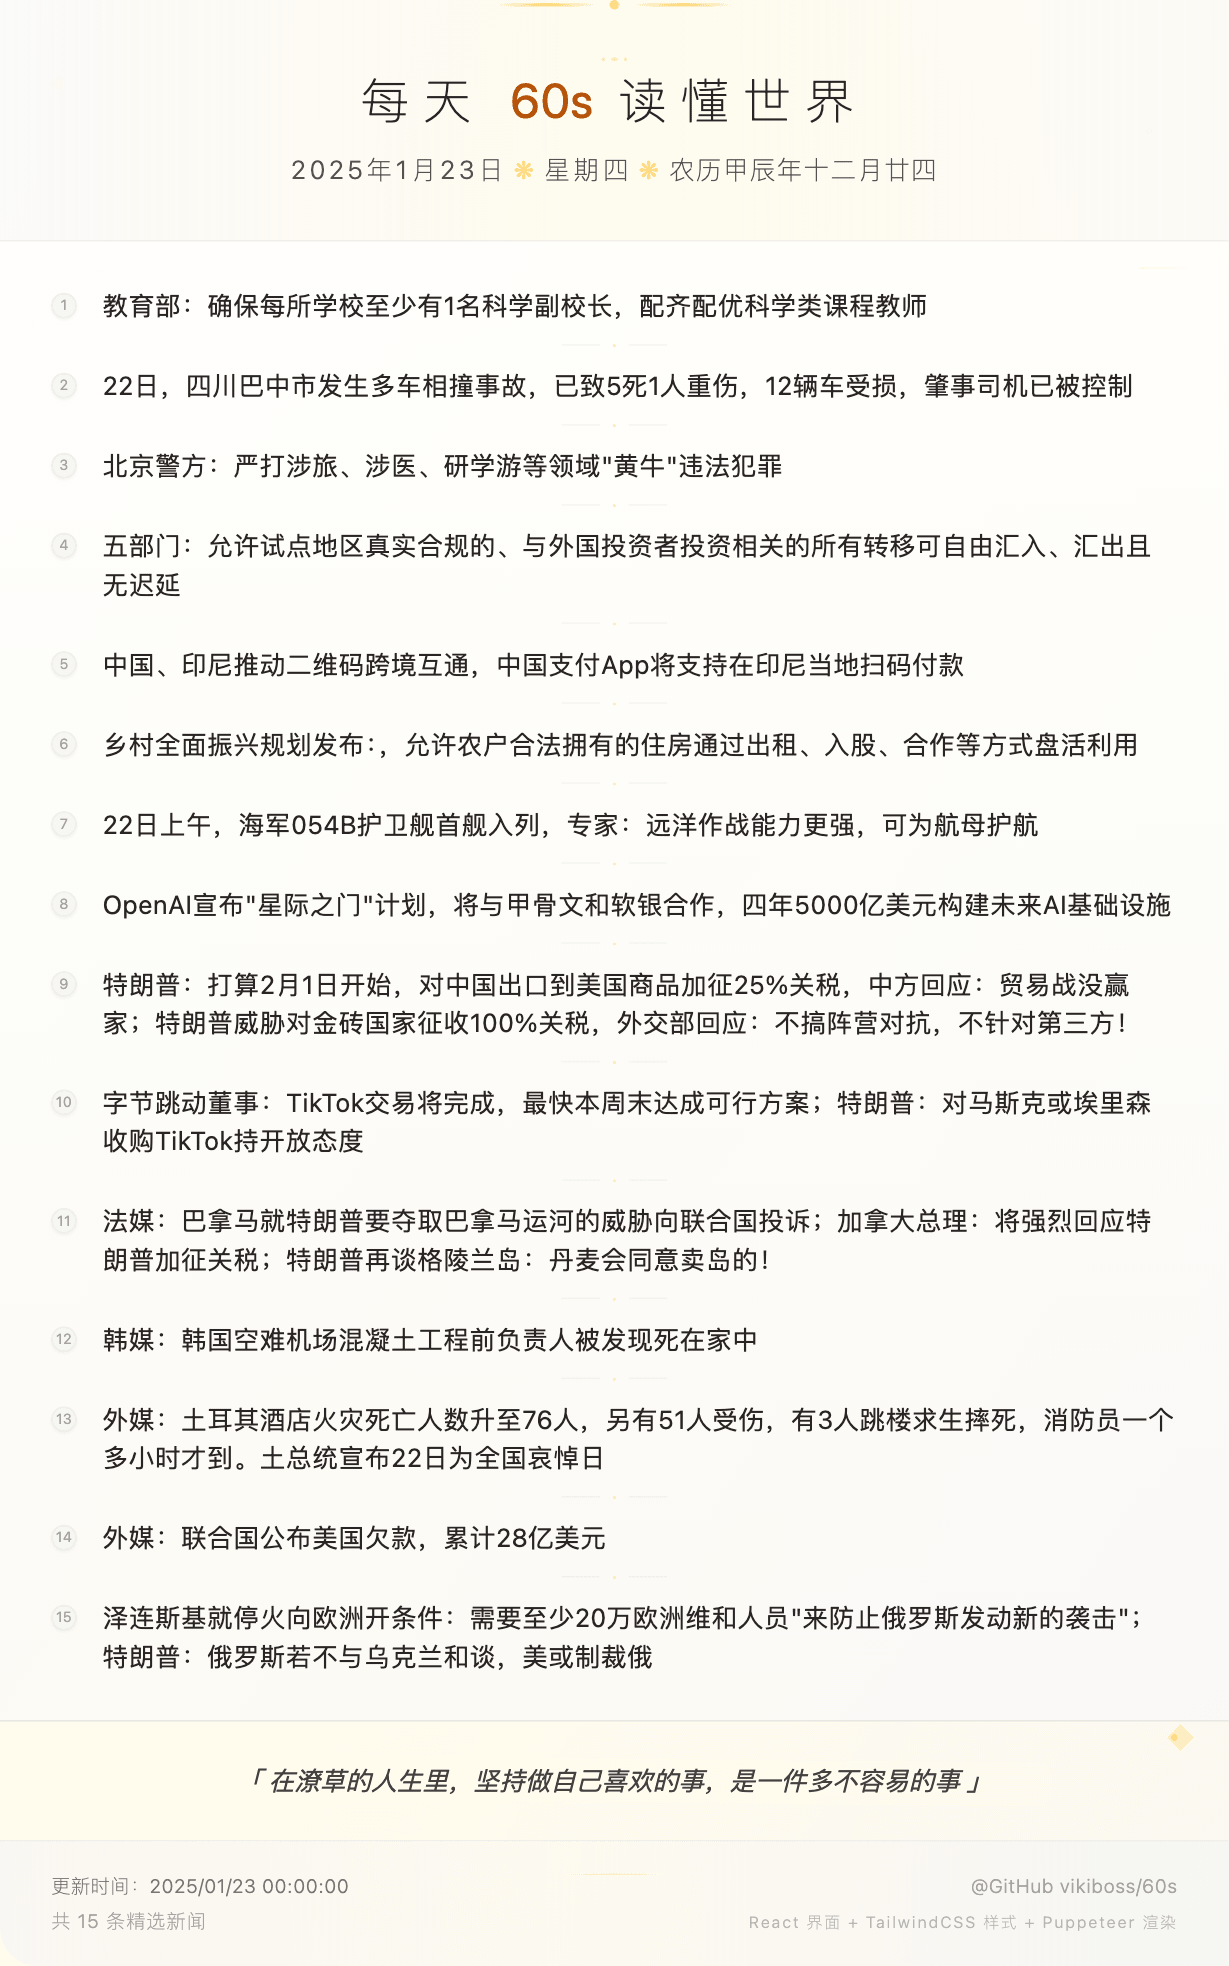 每天 60s 读懂世界
2025年1月23日 ❋ 星期四 ❋ 农历甲辰年十二月廿四
1 教育部：确保每所学校至少有1名科学副校长，配齐配优科学类课程教师
2 22日，四川巴中市发生多车相撞事故，已致5死1人重伤，12辆车受损，肇事司机已被控制
3 北京警方：严打涉旅、涉医、研学游等领域"黄牛"违法犯罪
4 五部门：允许试点地区真实合规的、与外国投资者投资相关的所有转移可自由汇入、汇出且
无迟延
5 中国、印尼推动二维码跨境互通，中国支付App将支持在印尼当地扫码付款
6 乡村全面振兴规划发布：，允许农户合法拥有的住房通过出租、入股、合作等方式盘活利用
7 22日上午，海军054B护卫舰首舰入列，专家：远洋作战能力更强，可为航母护航
8 OpenAI宣布"星际之门"计划，将与甲骨文和软银合作，四年5000亿美元构建未来AI基础设施
9 特朗普：打算2月1日开始，对中国出口到美国商品加征25%关税，中方回应：贸易战没赢
家；特朗普威胁对金砖国家征收100%关税，外交部回应：不搞阵营对抗，不针对第三方！
10 字节跳动董事：TikTok交易将完成，最快本周末达成可行方案；特朗普：对马斯克或埃里森
收购TikTok持开放态度
11 法媒：巴拿马就特朗普要夺取巴拿马运河的威胁向联合国投诉；加拿大总理：将强烈回应特
朗普加征关税；特朗普再谈格陵兰岛：丹麦会同意卖岛的！
12 韩媒：韩国空难机场混凝土工程前负责人被发现死在家中
13 外媒：土耳其酒店火灾死亡人数升至76人，另有51人受伤，有3人跳楼求生摔死，消防员一个
多小时才到。土总统宣布22日为全国哀悼日
14 外媒：联合国公布美国欠款，累计28亿美元
15 泽连斯基就停火向欧洲开条件：需要至少20万欧洲维和人员"来防止俄罗斯发动新的袭击"；
特朗普：俄罗斯若不与乌克兰和谈，美或制裁俄
「在潦草的人生里，坚持做自己喜欢的事，是一件多不容易的事」
更新时间：2025/01/23 00:00:00
@GitHub vikiboss/60s
共 15 条精选新闻
React 界面 + TailwindCSS 样式 + Puppeteer 渲染